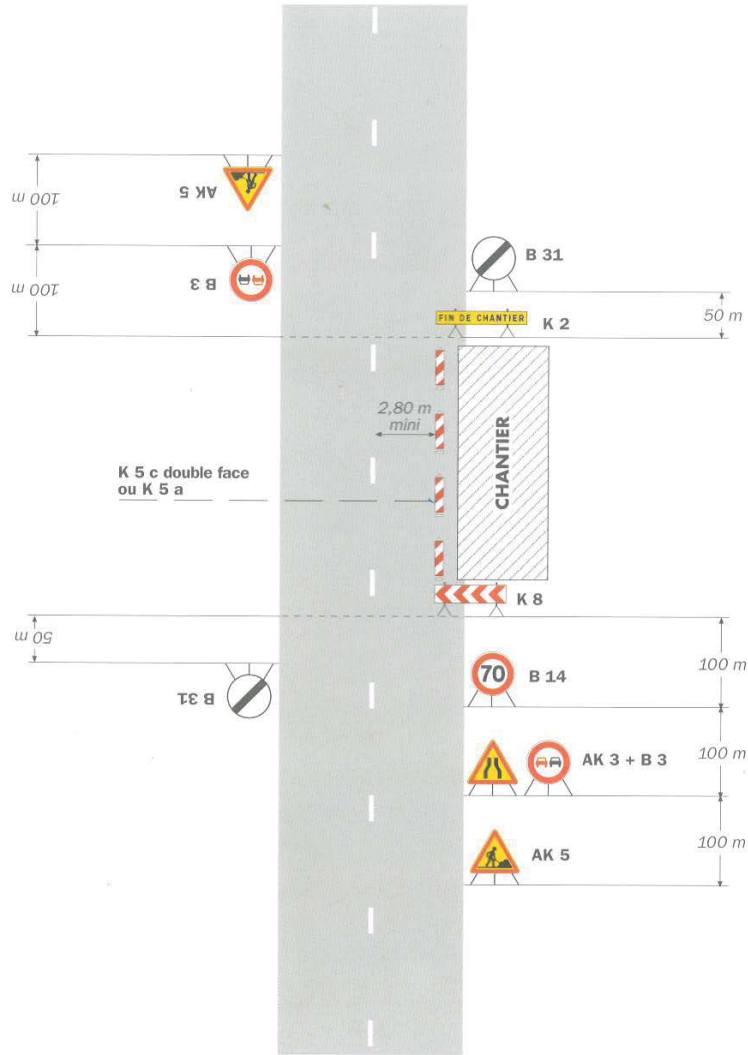 100 m
AK 5
100 m
B 3
B 31
50 m
FIN DE CHANTIER
K 2
2,80 m
mini
CHANTIER
K 5 c double face
ou K 5 a
K 8
50 m
B 31
100 m
70
B 14
100 m
AK 3 + B 3
100 m
AK 5